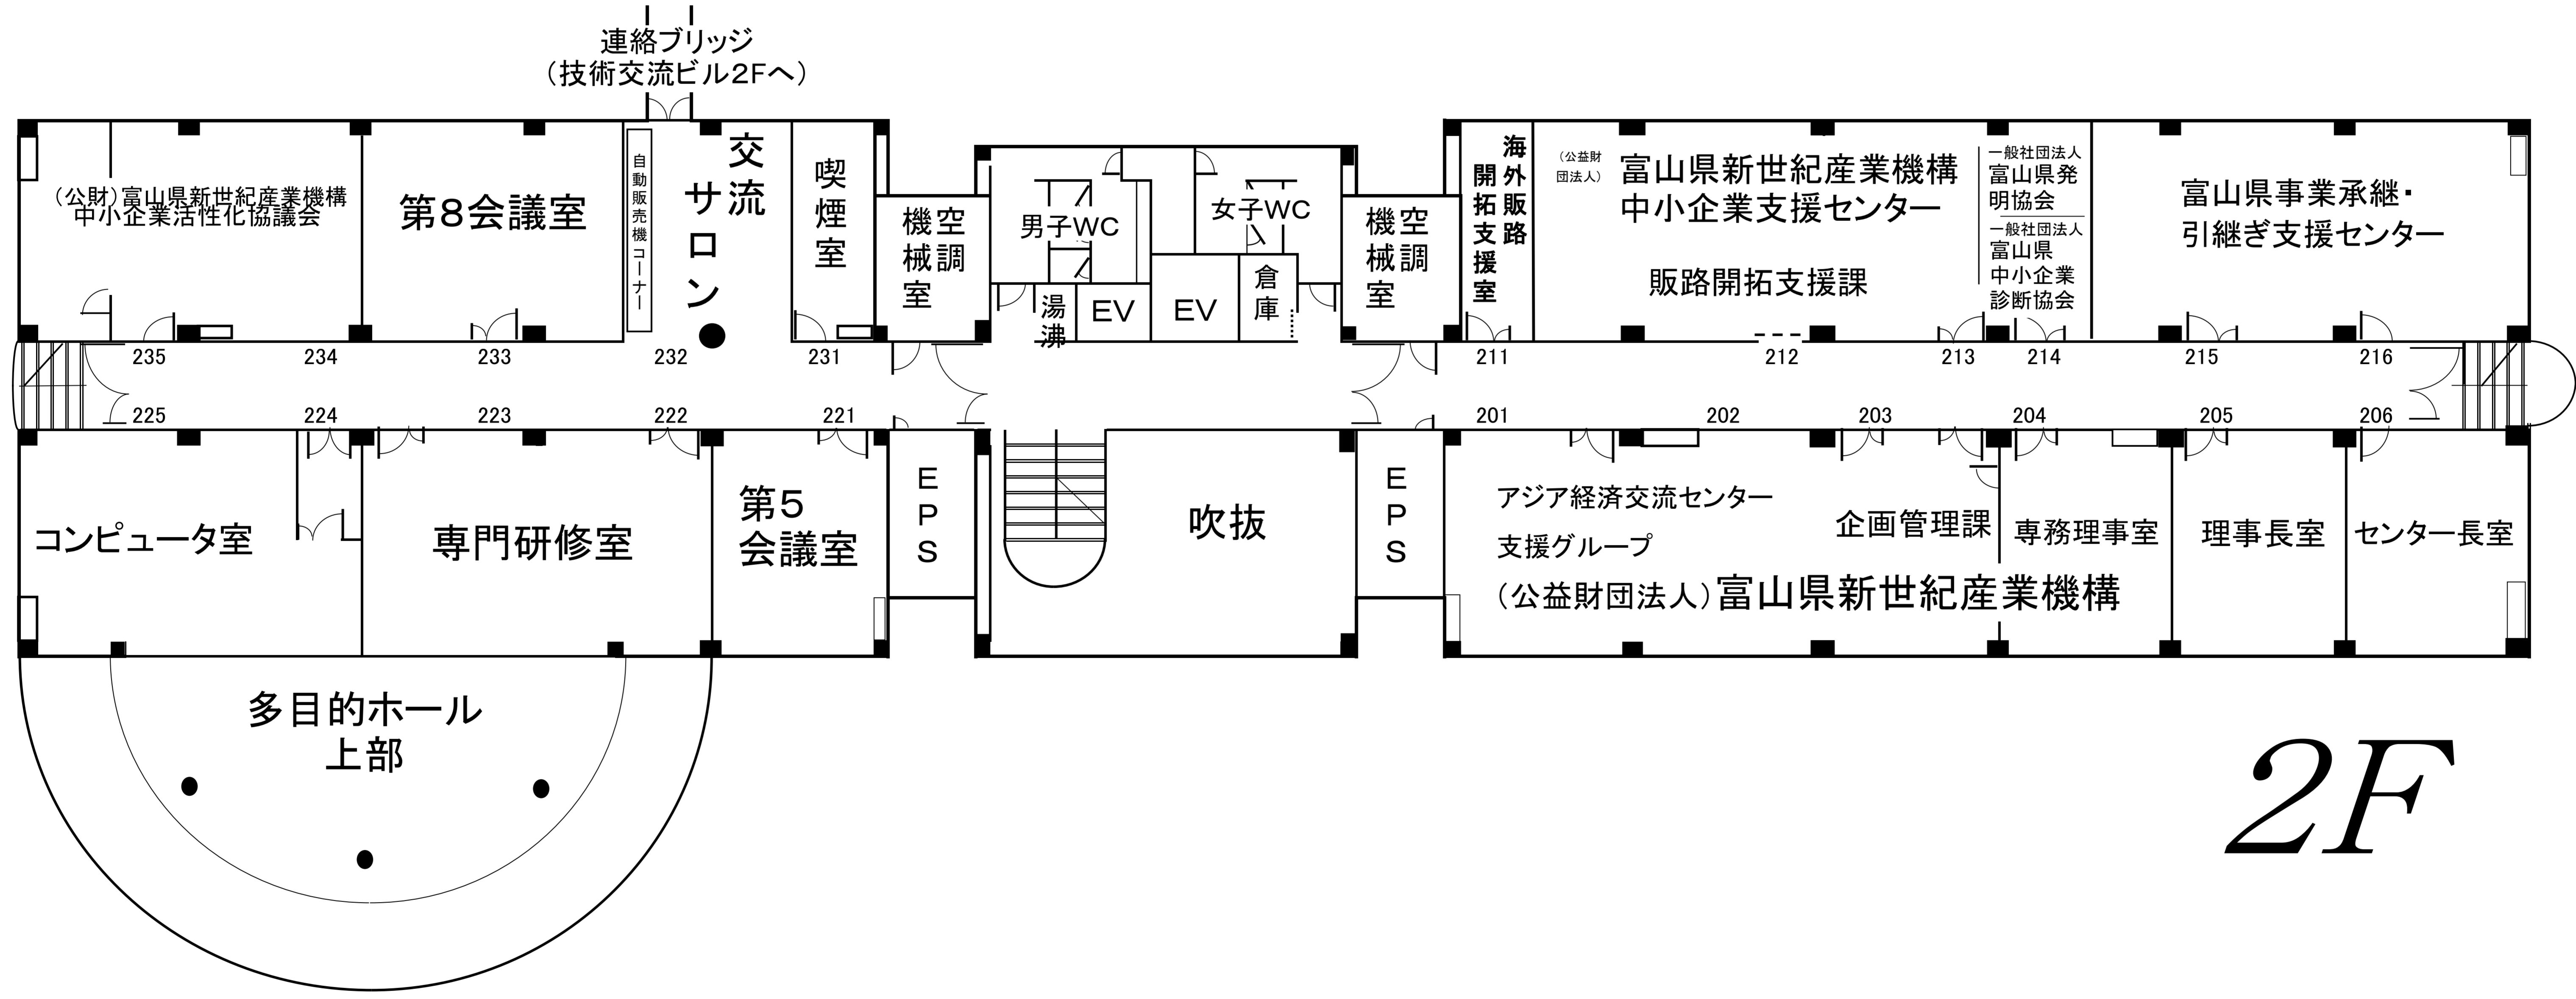 連絡ブリッジ
（技術交流ビル２Fへ）
（公財）富山県新世紀産業機構
中小企業活性化協議会
第８会議室
自動販売機コーナー
交流
サロン
喫煙室
空調
機械室
男子WC
女子WC
湯沸
EV
EV
倉庫
空調
機械室
海外販路
開拓支援室
（公益財
団法人）
富山県新世紀産業機構
中小企業支援センター
販路開拓支援課
一般社団法人
富山県発
明協会
一般社団法人
富山県
中小企業
診断協会
富山県事業承継・
引継ぎ支援センター
235
234
233
232
231
211
212
213
214
215
216
225
224
223
222
221
201
202
203
204
205
206
コンピュータ室
専門研修室
第５
会議室
EPS
吹抜
EPS
アジア経済交流センター
支援グループ
企画管理課
（公益財団法人）富山県新世紀産業機構
専務理事室
理事長室
センター長室
多目的ホール
上部
2F